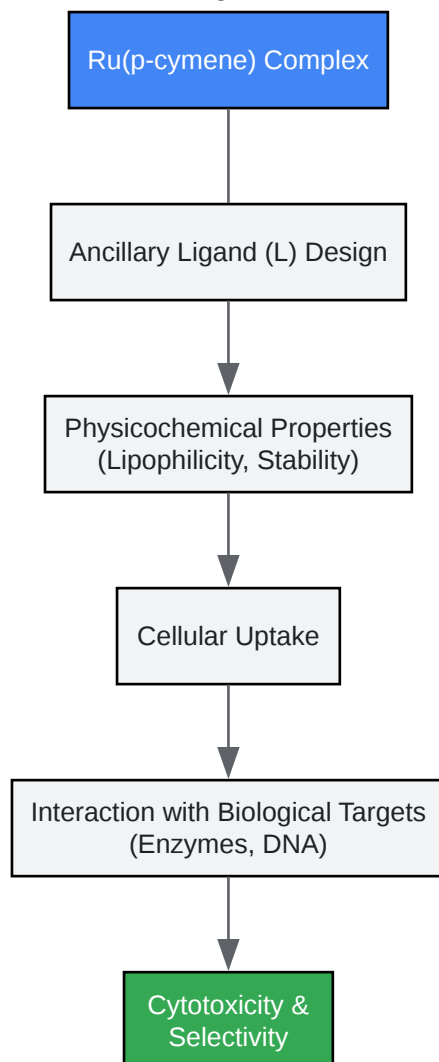 Ru(p-cymene) Complex
Ancillary Ligand (L) Design
Physicochemical Properties
(Lipophilicity, Stability)
Cellular Uptake
Interaction with Biological Targets
(Enzymes, DNA)
Cytotoxicity &
Selectivity